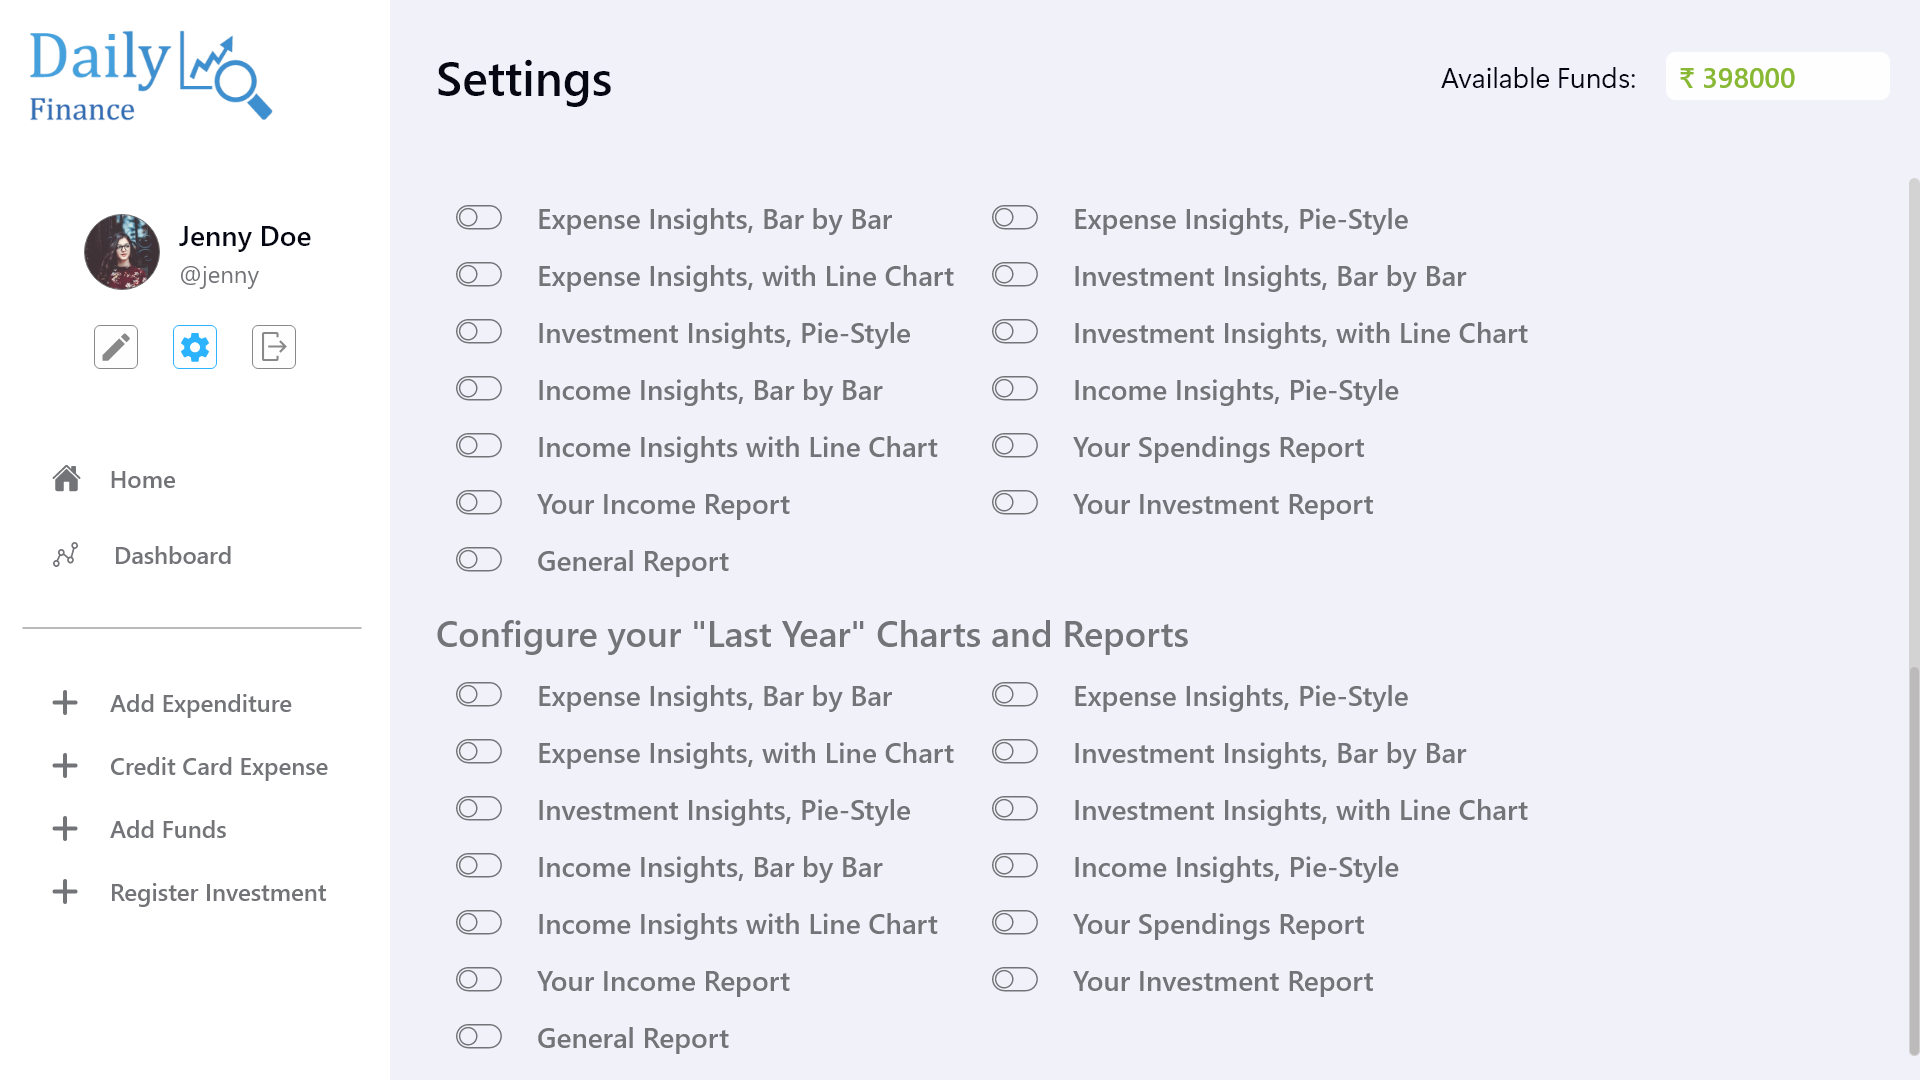 Daily
Finance
Settings
Available Funds:
₹ 398000
Jenny Doe
@jenny
Home
Dashboard
Add Expenditure
Credit Card Expense
Add Funds
Register Investment
Expense Insights, Bar by Bar
Expense Insights, Pie-Style
Expense Insights, with Line Chart
Investment Insights, Bar by Bar
Investment Insights, Pie-Style
Investment Insights, with Line Chart
Income Insights, Bar by Bar
Income Insights, Pie-Style
Income Insights with Line Chart
Your Spendings Report
Your Income Report
Your Investment Report
General Report
Configure your "Last Year" Charts and Reports
Expense Insights, Bar by Bar
Expense Insights, Pie-Style
Expense Insights, with Line Chart
Investment Insights, Bar by Bar
Investment Insights, Pie-Style
Investment Insights, with Line Chart
Income Insights, Bar by Bar
Income Insights, Pie-Style
Income Insights with Line Chart
Your Spendings Report
Your Income Report
Your Investment Report
General Report